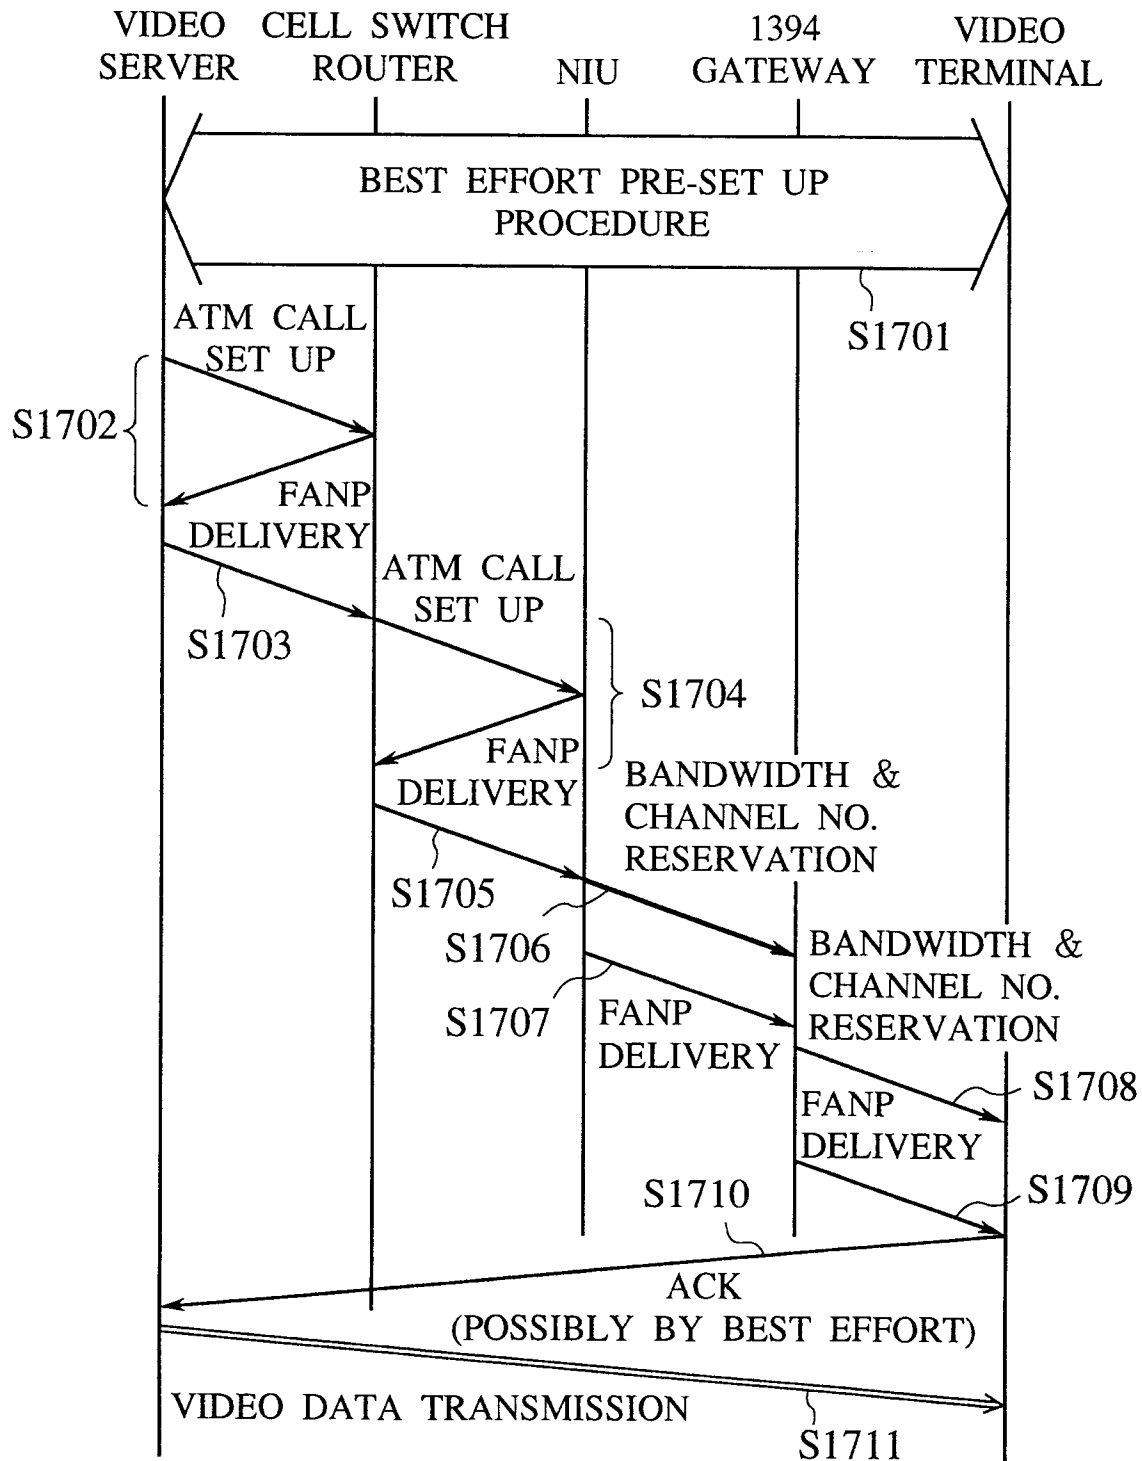 VIDEO SERVER
CELL SWITCH ROUTER
NIU
1394 GATEWAY
VIDEO TERMINAL
BEST EFFORT PRE-SET UP
PROCEDURE
S1701
ATM CALL
SET UP
S1702
FANP
DELIVERY
S1703
ATM CALL
SET UP
S1704
FANP
DELIVERY
S1705
BANDWIDTH &
CHANNEL NO.
RESERVATION
S1706
S1707
FANP
DELIVERY
BANDWIDTH &
CHANNEL NO.
RESERVATION
S1708
FANP
DELIVERY
S1709
S1710
ACK
(POSSIBLY BY BEST EFFORT)
VIDEO DATA TRANSMISSION
S1711